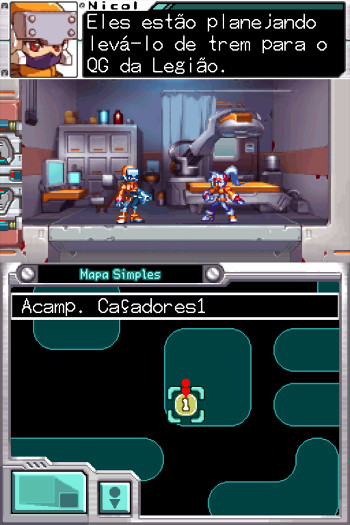 Nicol
Eles estão planejando
levá-lo de trem para o
QG da Legião.
Mapa Simples
Acamp. Caçadores1
1